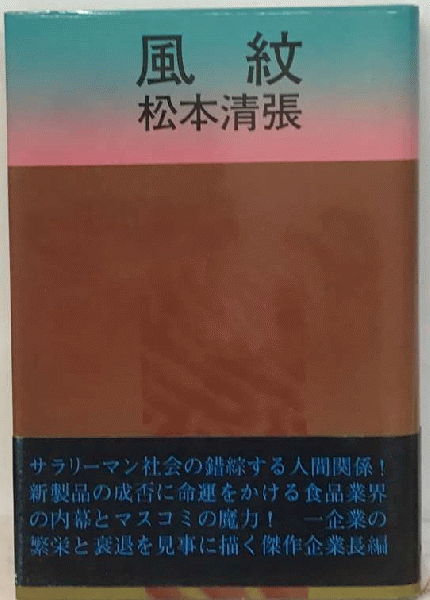 風紋
松本清張
サラリーマン社会の錯綜する人間関係！
新製品の成否に命運をかける食品業界
の内幕とマスコミの魔力！　一企業の
繁栄と衰退を見事に描く傑作企業長編